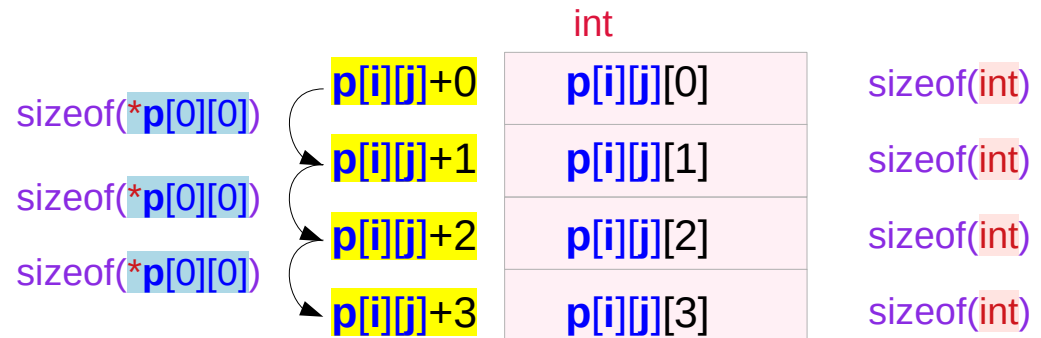 int
p[i][j]+0 p[i][j][0] sizeof(int)
sizeof(*p[0][0])
p[i][j]+1 p[i][j][1] sizeof(int)
sizeof(*p[0][0])
p[i][j]+2 p[i][j][2] sizeof(int)
sizeof(*p[0][0])
p[i][j]+3 p[i][j][3] sizeof(int)